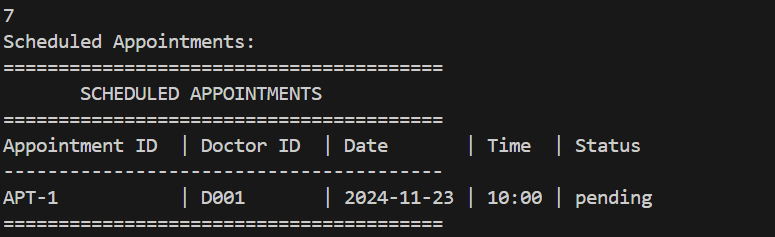 7
Scheduled Appointments:
========================================
       SCHEDULED APPOINTMENTS
========================================
Appointment ID  | Doctor ID  | Date       | Time  | Status
----------------------------------------
APT-1           | D001       | 2024-11-23 | 10:00 | pending
========================================